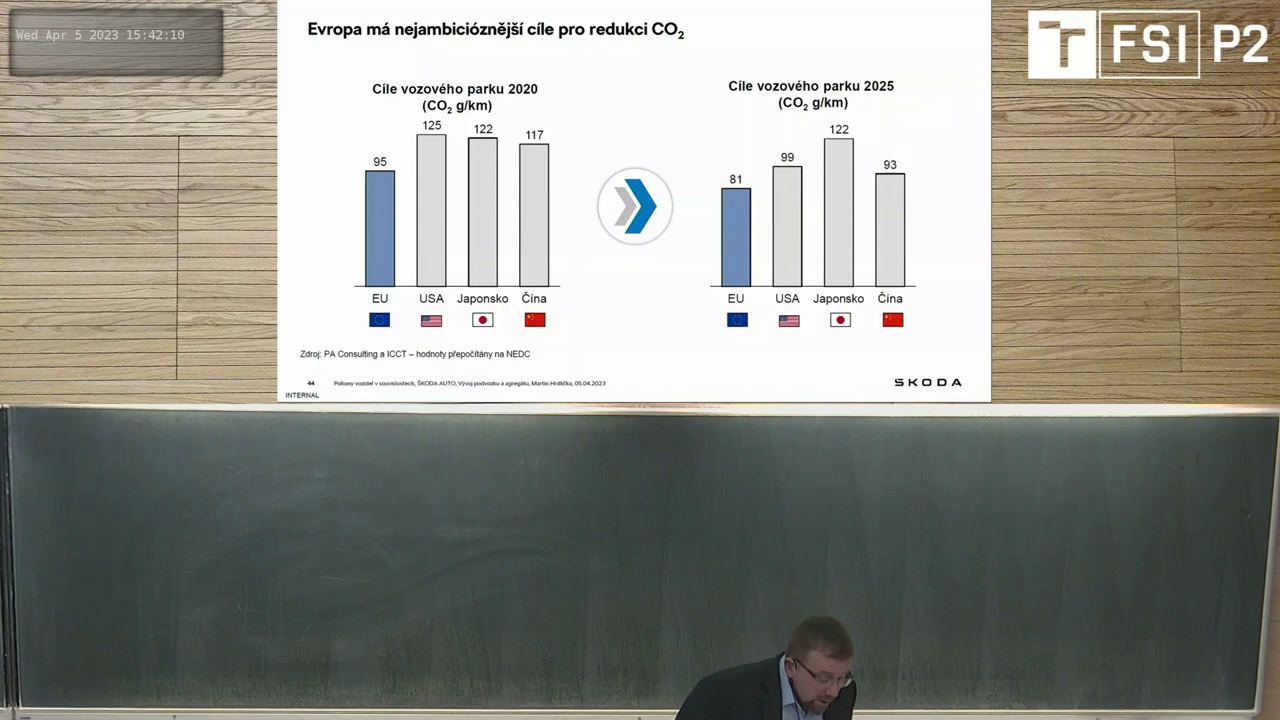 Wed Apr 5 2023 15:42:10
FSI P2
Evropa má nejambicióznější cíle pro redukci CO₂
Cíle vozového parku 2020
(CO₂ g/km)
95
125
122
117
EU
USA
Japonsko
Čína
Cíle vozového parku 2025
(CO₂ g/km)
81
99
122
93
EU
USA
Japonsko
Čína
Zdroj: PA Consulting a ICCT – hodnoty přepočítány na NEDC
44 Pohony vozidel v souvislostech, ŠKODA AUTO, Vývoj podvozku a agregátu, Martin Hrdlička, 05.04.2023
ŠKODA
INTERNAL